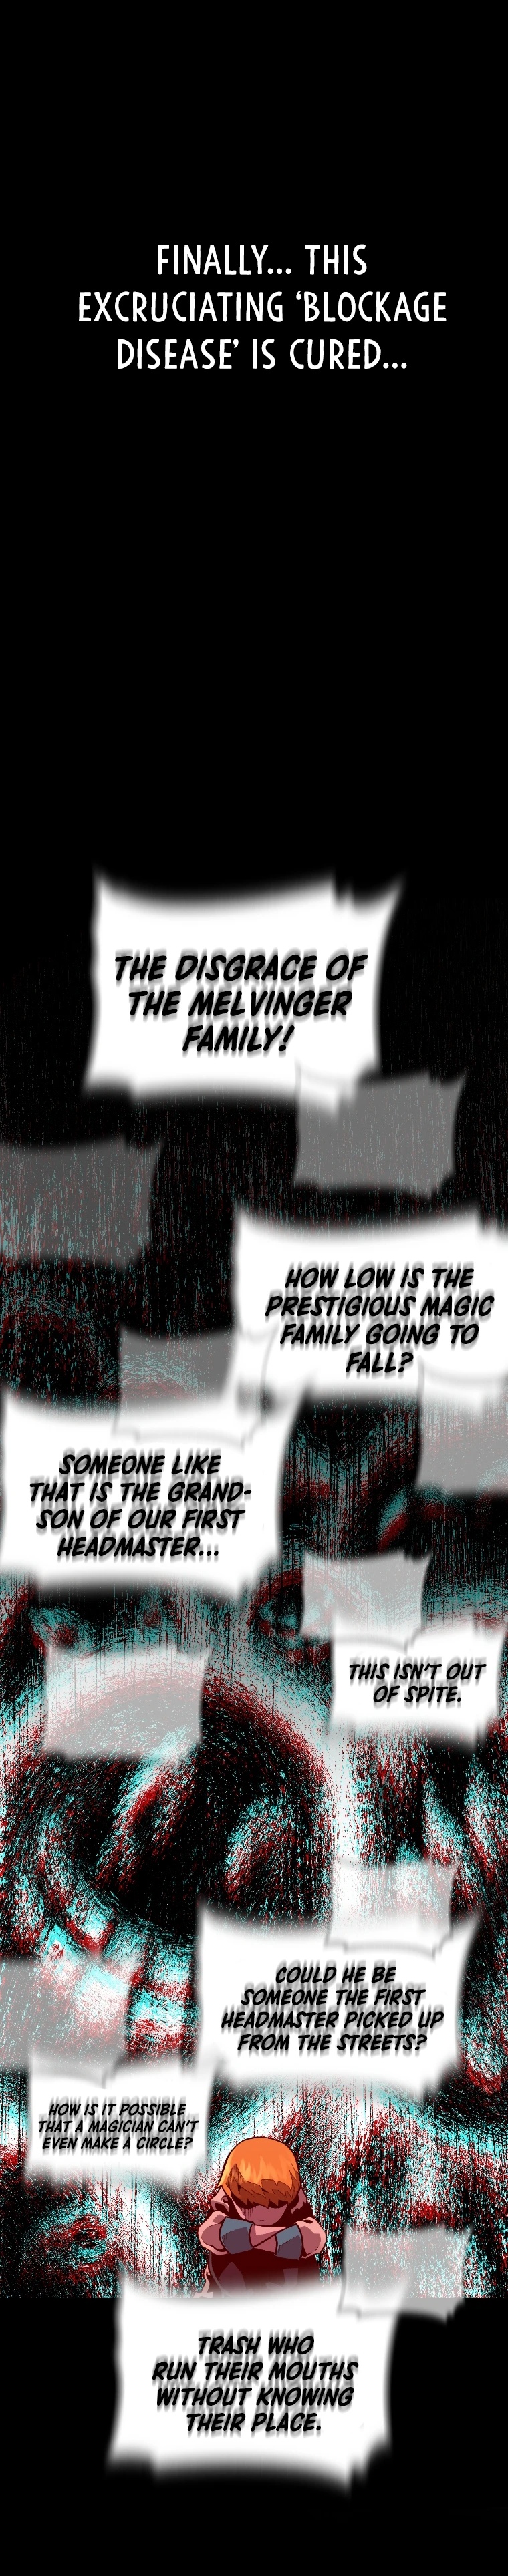 FINALLY... THIS
EXCRUCIATING ‘BLOCKAGE
DISEASE’ IS CURED...
THE DISGRACE OF
THE MELVINGER
FAMILY!
HOW LOW IS THE
PRESTIGIOUS MAGIC
FAMILY GOING TO
FALL?
SOMEONE LIKE
THAT IS THE GRAND-
SON OF OUR FIRST
HEADMASTER...
THIS ISN'T OUT
OF SPITE.
COULD HE BE
SOMEONE THE FIRST
HEADMASTER PICKED UP
FROM THE STREETS?
HOW IS IT POSSIBLE
THAT A MAGICIAN CAN'T
EVEN MAKE A CIRCLE?
TRASH WHO
RUN THEIR MOUTHS
WITHOUT KNOWING
THEIR PLACE.